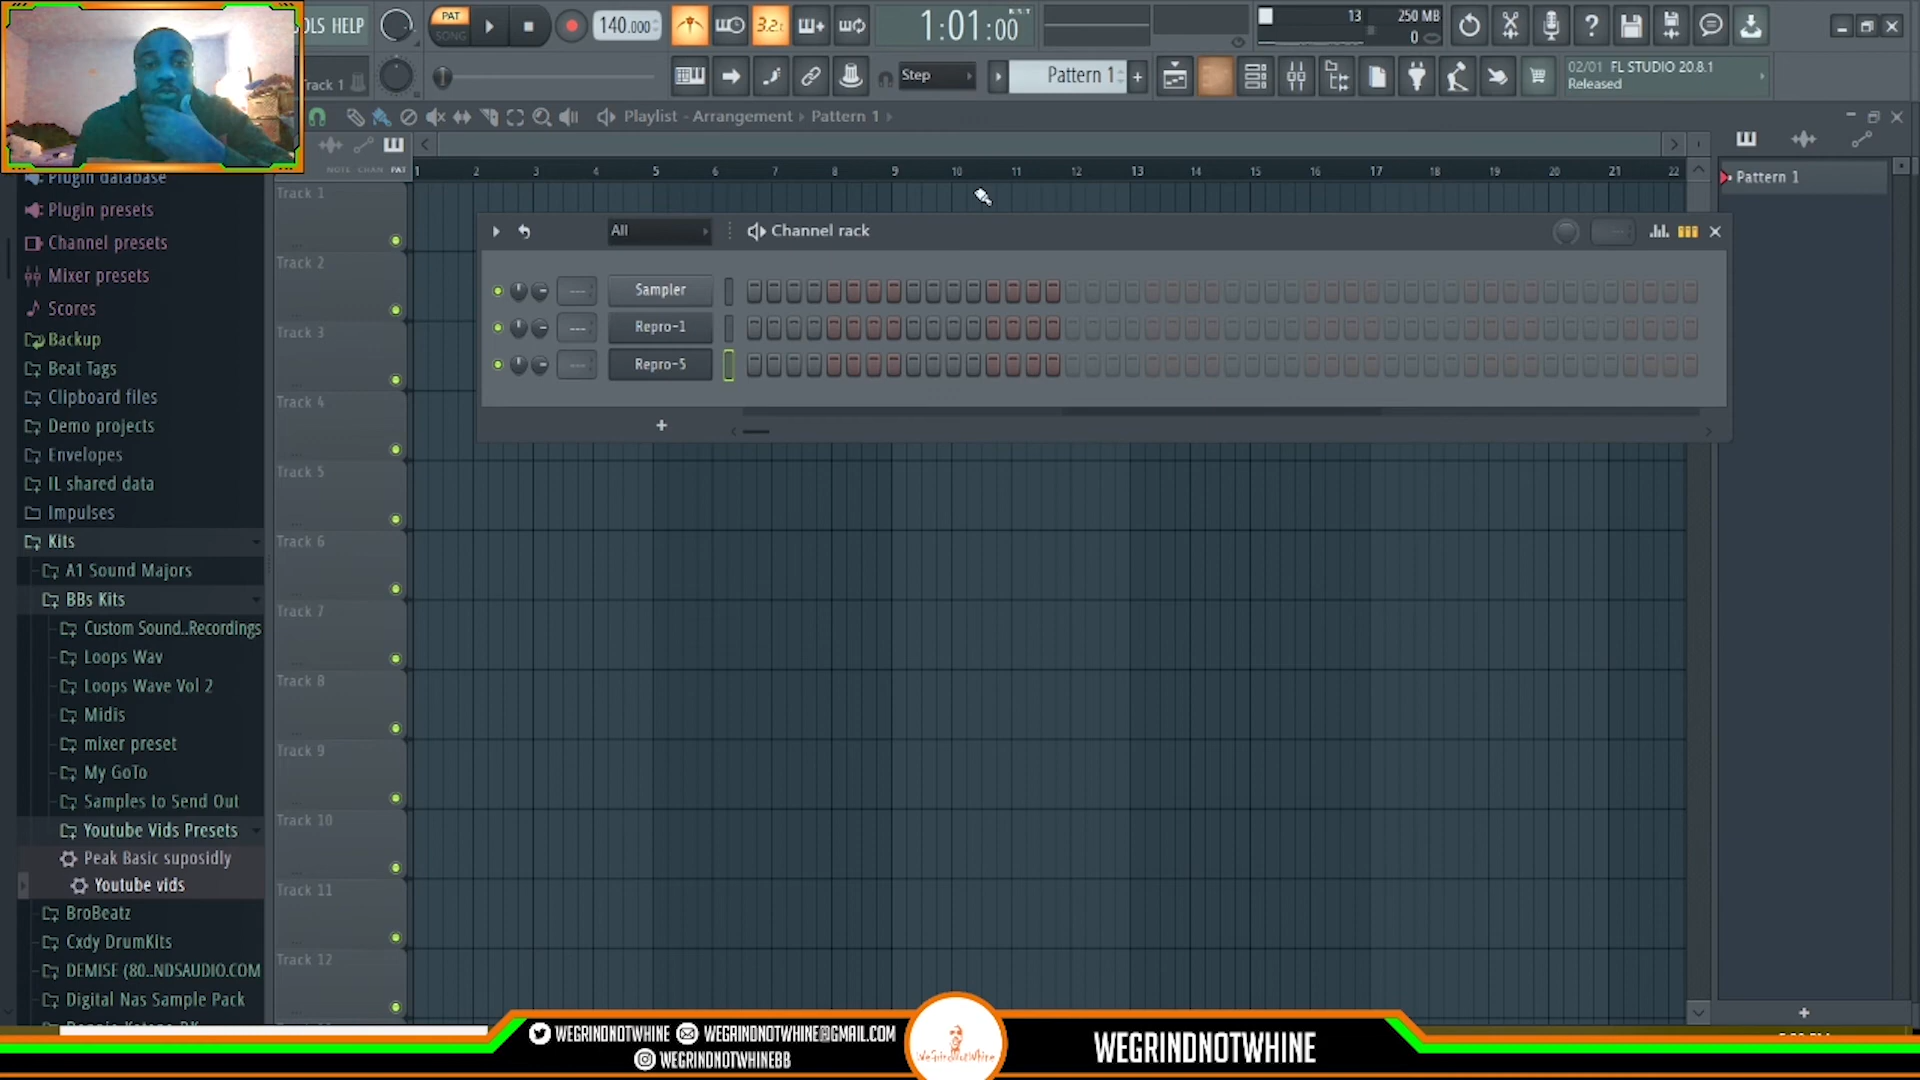 OOLS HELP
PAT
SONG
140.000
3.2.1
1:01:00
13
250 MB
0
Track 1
Step
Pattern 1
02/01 FL STUDIO 20.8.1
Released
Playlist - Arrangement › Pattern 1 ›
NOTE CHAN PAT
1 2 3 4 5 6 7 8 9 10 11 12 13 14 15 16 17 18 19 20 21 22
Pattern 1
Plugin database
Plugin presets
Channel presets
Mixer presets
Scores
Backup
Beat Tags
Clipboard files
Demo projects
Envelopes
IL shared data
Impulses
Kits
A1 Sound Majors
BBs Kits
Custom Sound..Recordings
Loops Wav
Loops Wave Vol 2
Midis
mixer preset
My GoTo
Samples to Send Out
Youtube Vids Presets
Peak Basic suposidly
Youtube vids
BroBeatz
Cxdy DrumKits
DEMISE (80..NDSAUDIO.COM
Digital Nas Sample Pack
Track 1
Track 2
Track 3
Track 4
Track 5
Track 6
Track 7
Track 8
Track 9
Track 10
Track 11
Track 12
All
Channel rack
Sampler
Repro-1
Repro-5
WEGRINDNOTWHINE
WEGRINDNOTWHINE@GMAIL.COM
WEGRINDNOTWHINEBB
WeGrindNotWhine
WEGRINDNOTWHINE